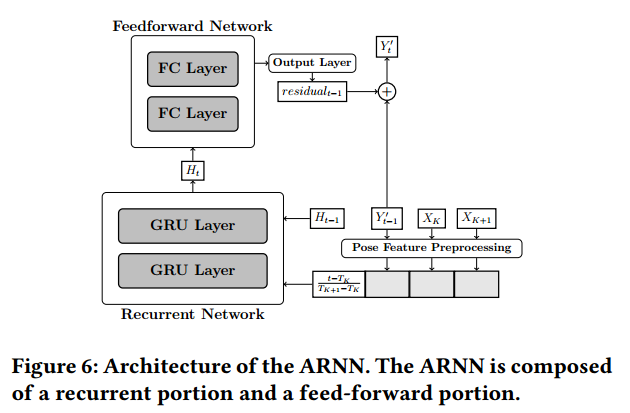 Feedforward Network
FC Layer
FC Layer
Output Layer
residual_{t−1}
Y'_t
+
H_t
GRU Layer
GRU Layer
Recurrent Network
H_{t−1}
Y'_{t−1}
X_K
X_{K+1}
Pose Feature Preprocessing
\frac{t−T_K}{T_{K+1}−T_K}
Figure 6: Architecture of the ARNN. The ARNN is composed
of a recurrent portion and a feed-forward portion.